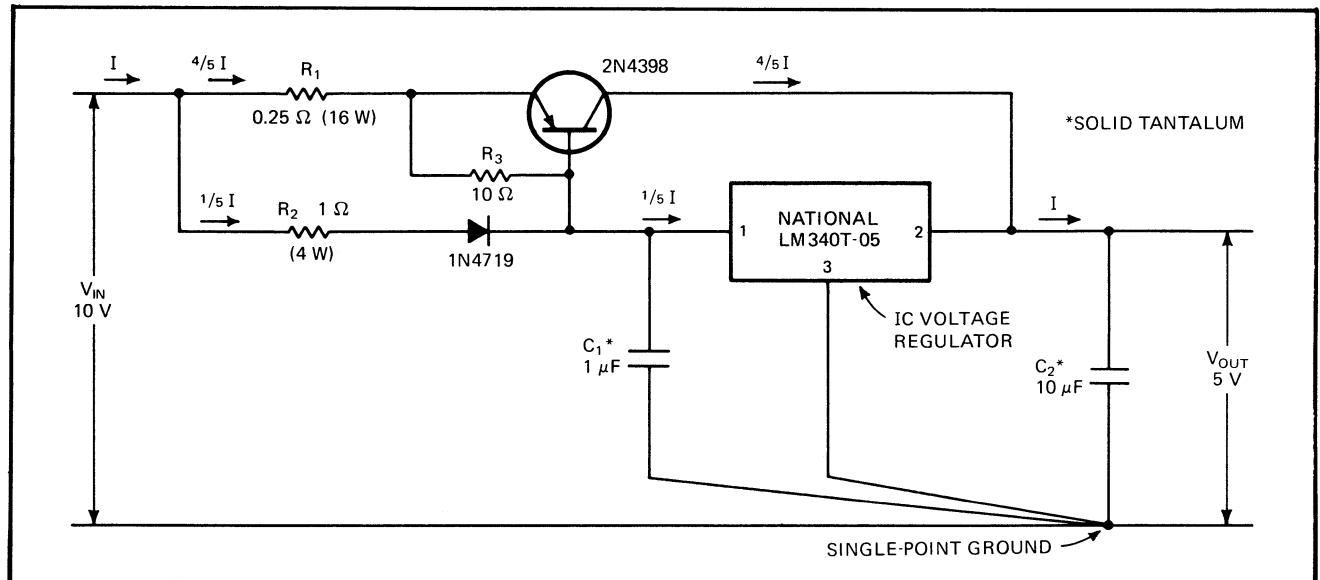 I
4/5 I
R1
0.25 Ω (16 W)
2N4398
4/5 I
*SOLID TANTALUM
R3
10 Ω
1/5 I
R2 1 Ω
(4 W)
1N4719
1/5 I
1
NATIONAL
LM340T-05
2
3
I
VIN
10 V
IC VOLTAGE
REGULATOR
C1*
1 μF
C2*
10 μF
VOUT
5 V
SINGLE-POINT GROUND